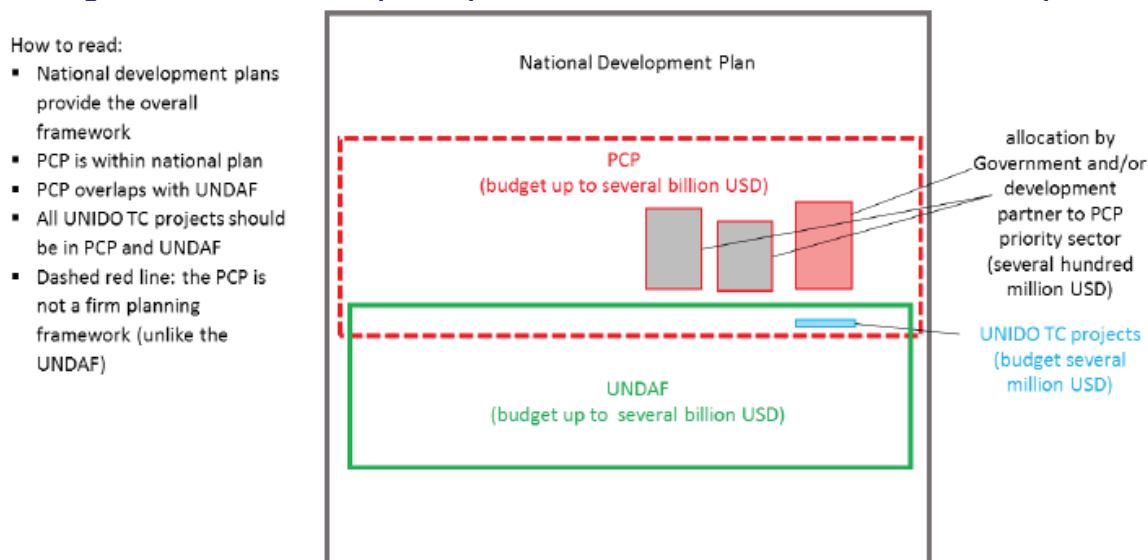 How to read:
▪ National development plans
provide the overall
framework
▪ PCP is within national plan
▪ PCP overlaps with UNDAF
▪ All UNIDO TC projects should
be in PCP and UNDAF
▪ Dashed red line: the PCP is
not a firm planning
framework (unlike the
UNDAF)
National Development Plan
PCP
(budget up to several billion USD)
allocation by
Government and/or
development
partner to PCP
priority sector
(several hundred
million USD)
UNIDO TC projects
(budget several
million USD)
UNDAF
(budget up to several billion USD)